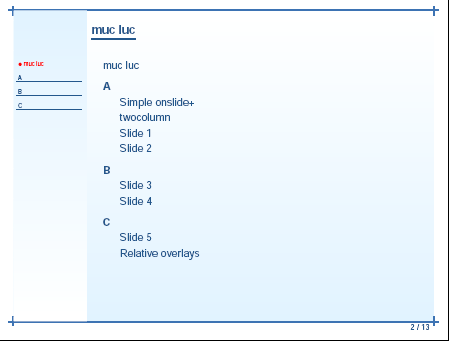 muc luc
muc luc
A
B
C
muc luc
A
Simple onslide+
twocolumn
Slide 1
Slide 2
B
Slide 3
Slide 4
C
Slide 5
Relative overlays
2 / 13